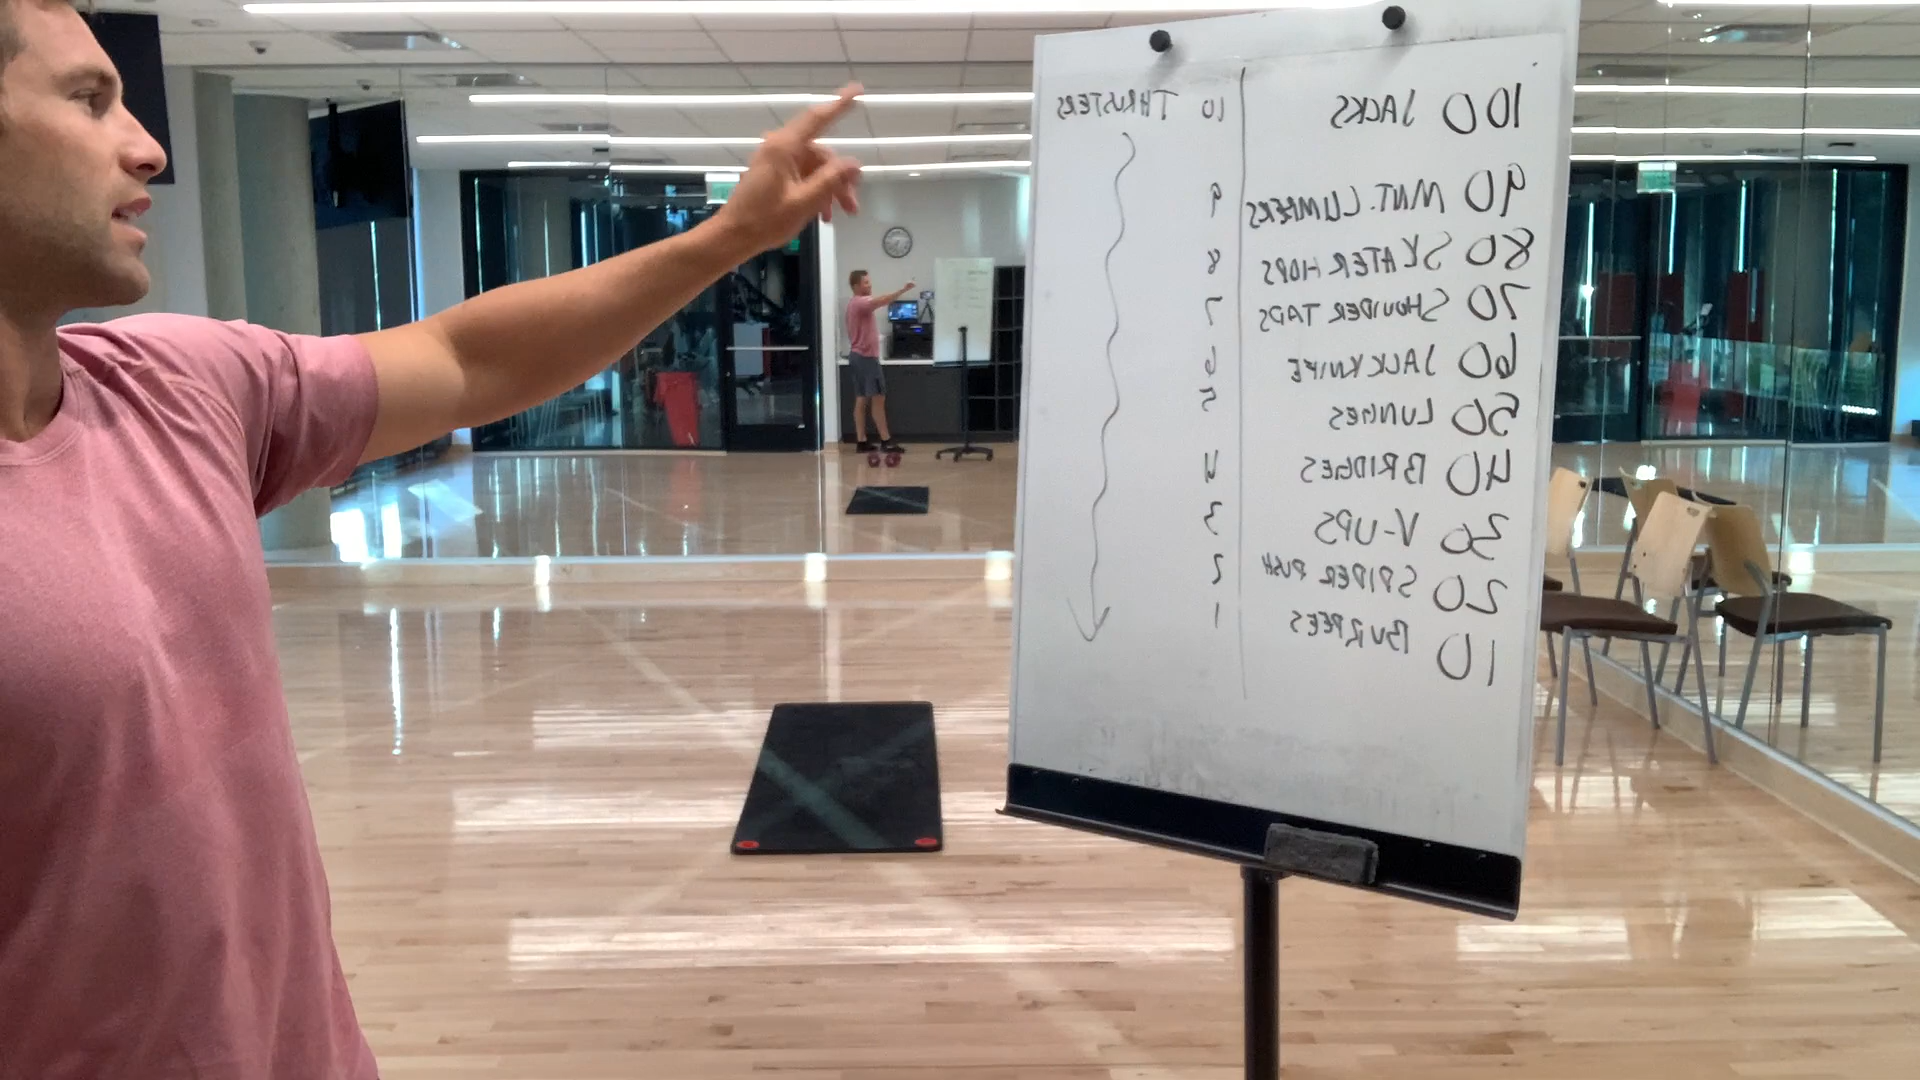 100 JACKS 10 THRUSTERS
90 MNT. CLIMBERS 9
80 SKATER HOPS 8
70 SHOULDER TAPS 7
60 JACKKNIFE 6
50 LUNGES 5
40 BRIDGES 4
30 V-UPS 3
20 SPIDER PUSH 2
10 BURPEES 1